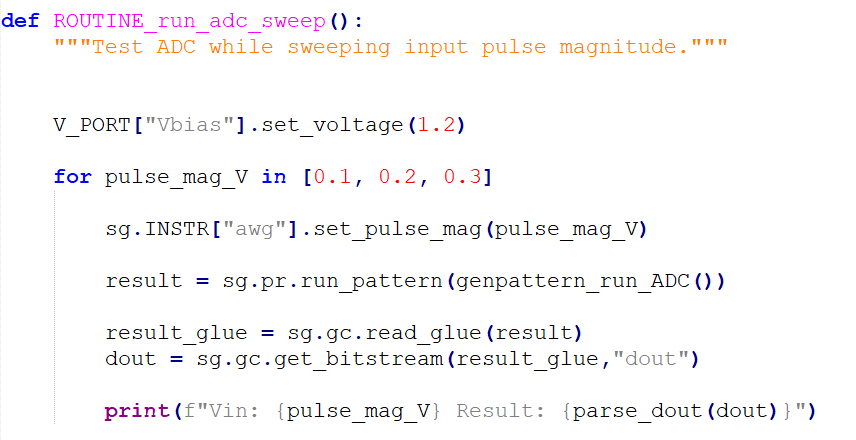 def ROUTINE_run_adc_sweep():
    """Test ADC while sweeping input pulse magnitude."""
    V_PORT["Vbias"].set_voltage(1.2)
    for pulse_mag_V in [0.1, 0.2, 0.3]
        sg.INSTR["awg"].set_pulse_mag(pulse_mag_V)
        result = sg.pr.run_pattern(genpattern_run_ADC())
        result_glue = sg.gc.read_glue(result)
        dout = sg.gc.get_bitstream(result_glue,"dout")
        print(f"Vin: {pulse_mag_V} Result: {parse_dout(dout)}")